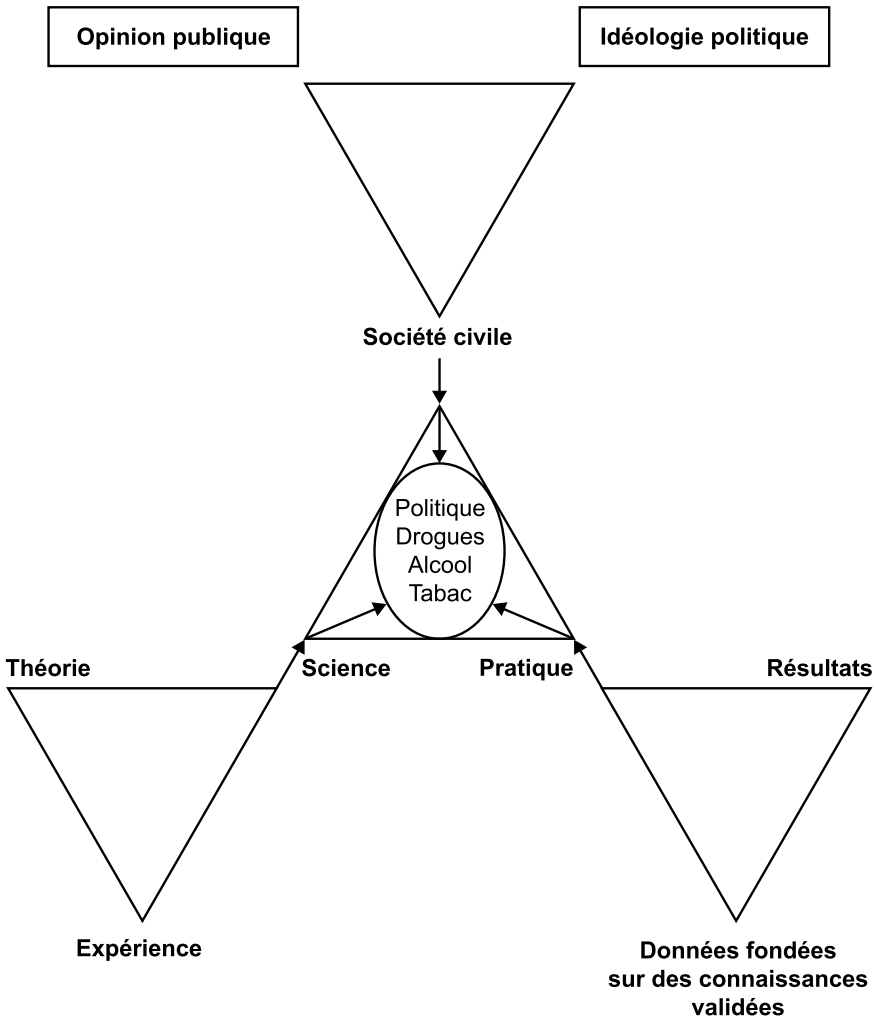 Opinion publique
Idéologie politique
Société civile
Politique
Drogues
Alcool
Tabac
Théorie
Science
Pratique
Résultats
Expérience
Données fondées
sur des connaissances
validées